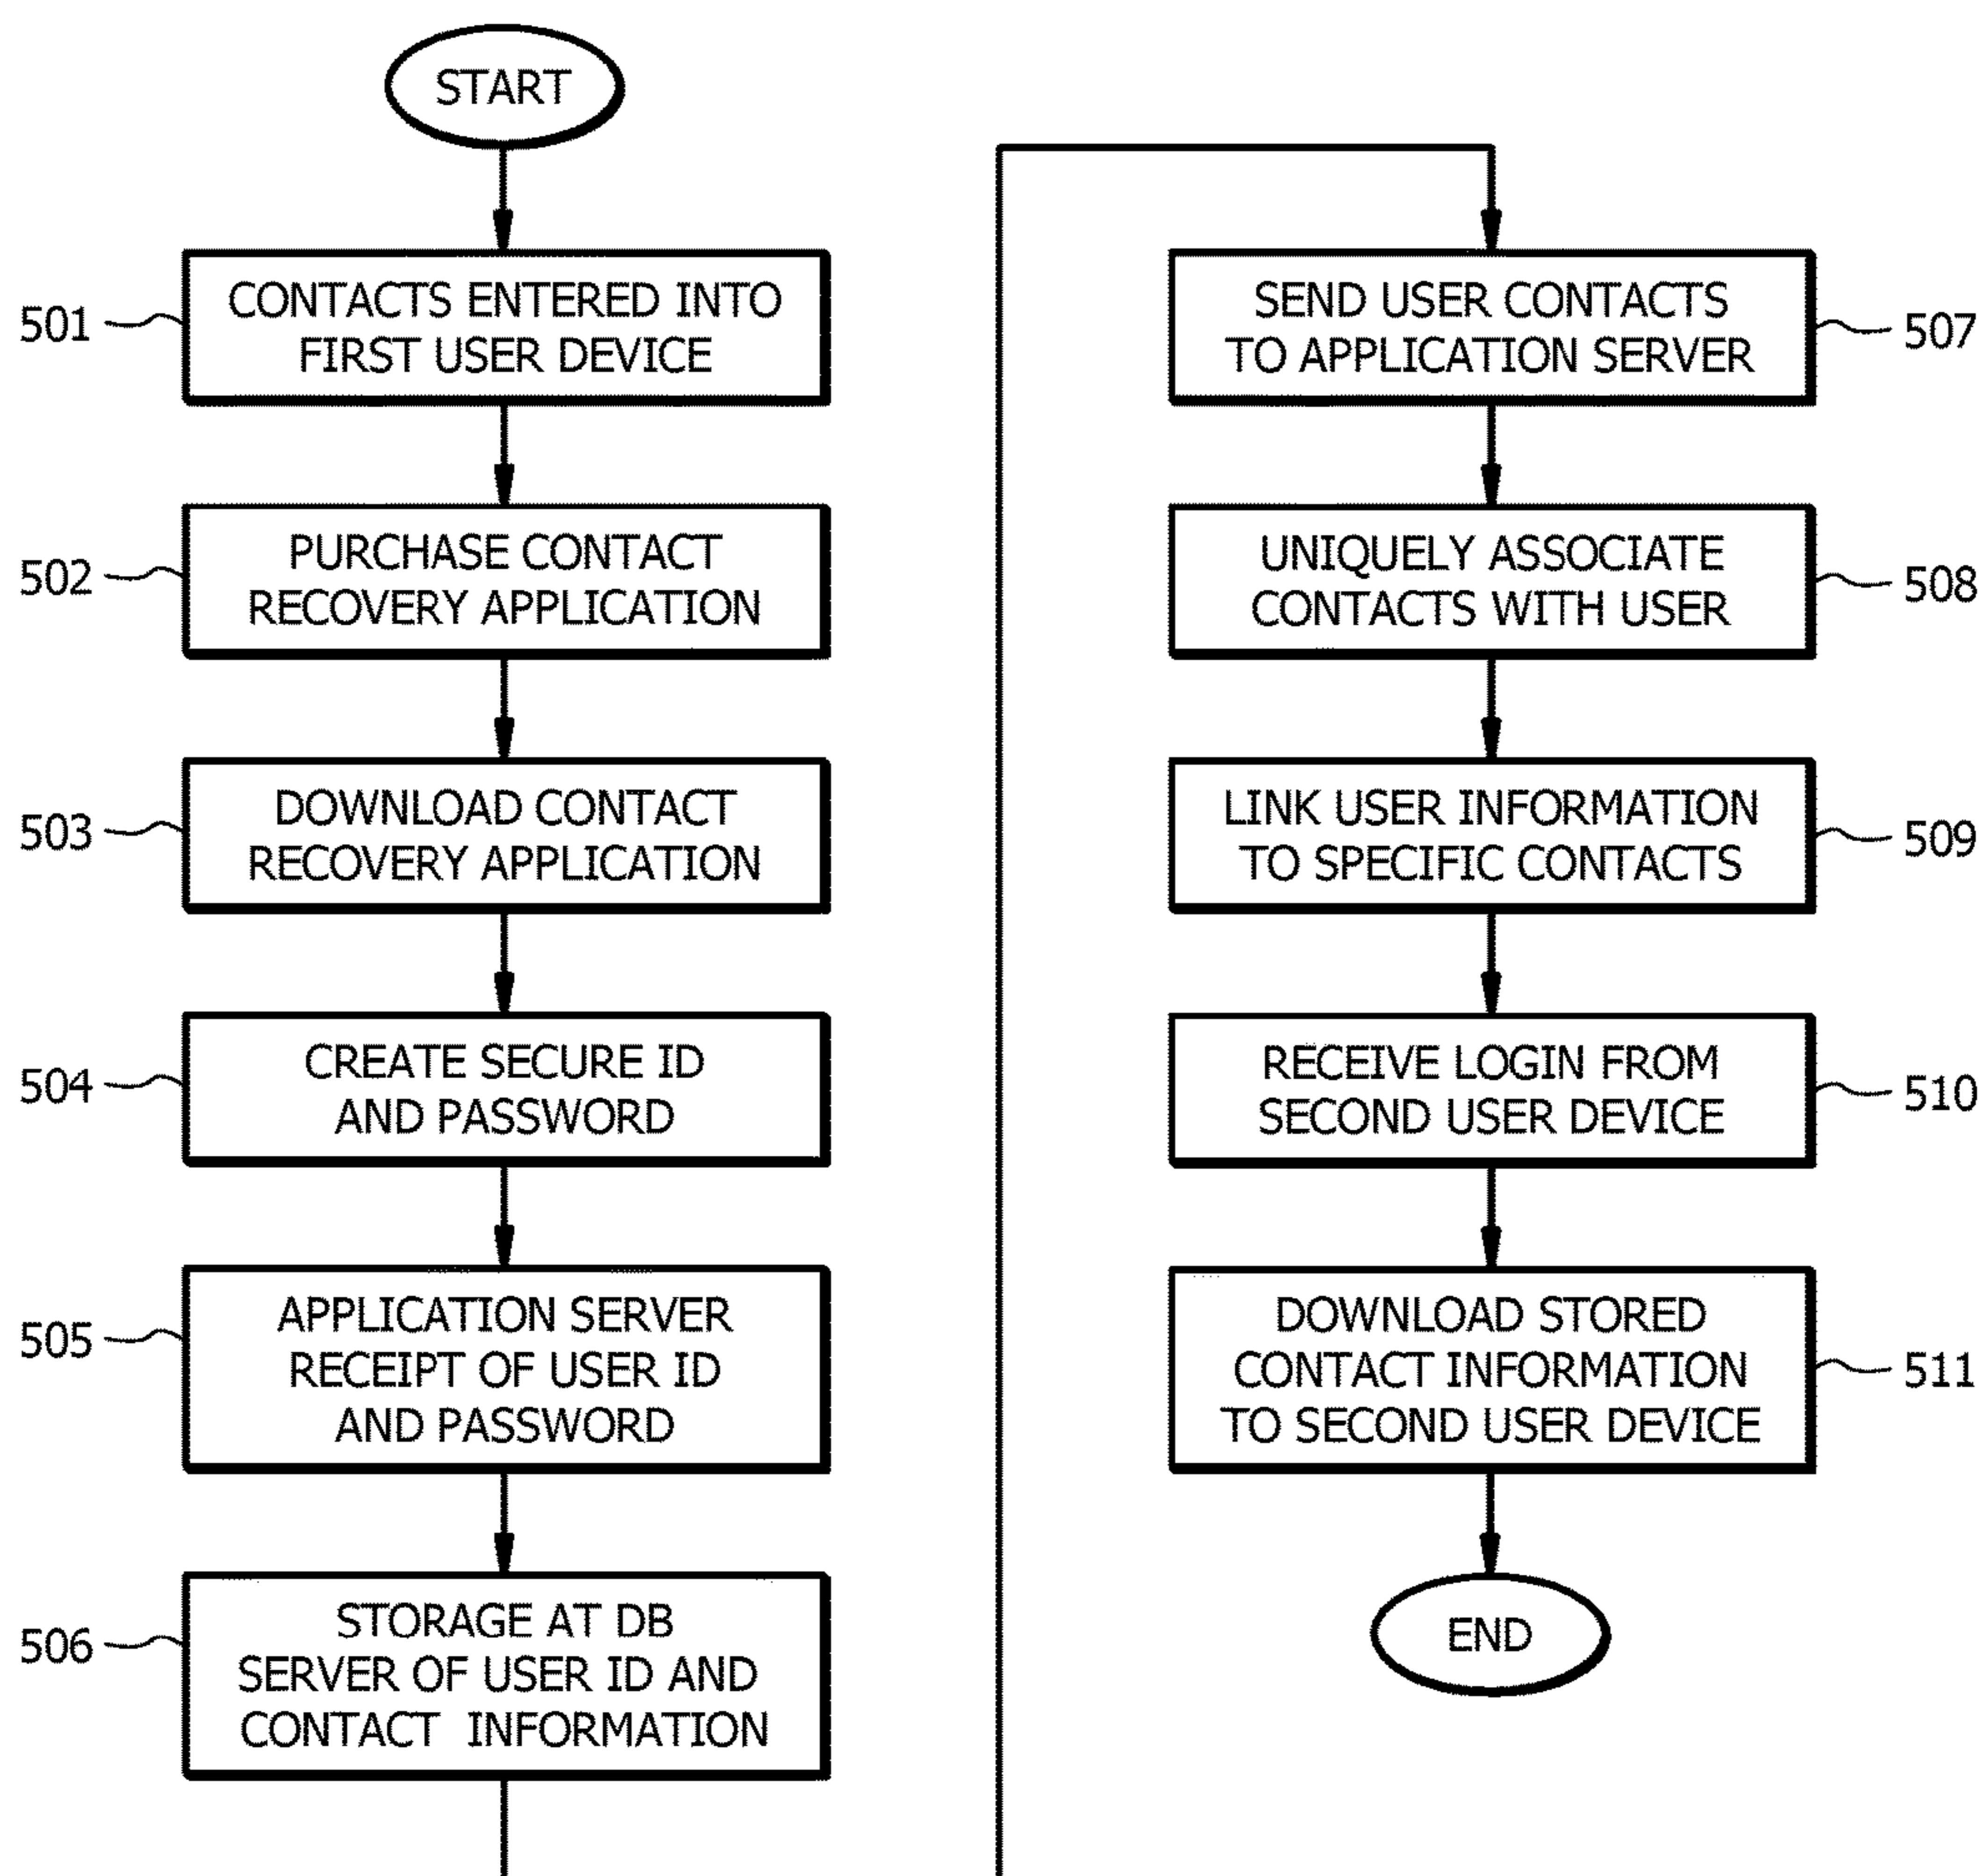 START
501
CONTACTS ENTERED INTO
FIRST USER DEVICE
502
PURCHASE CONTACT
RECOVERY APPLICATION
503
DOWNLOAD CONTACT
RECOVERY APPLICATION
504
CREATE SECURE ID
AND PASSWORD
505
APPLICATION SERVER
RECEIPT OF USER ID
AND PASSWORD
506
STORAGE AT DB
SERVER OF USER ID AND
CONTACT INFORMATION
SEND USER CONTACTS
TO APPLICATION SERVER
507
UNIQUELY ASSOCIATE
CONTACTS WITH USER
508
LINK USER INFORMATION
TO SPECIFIC CONTACTS
509
RECEIVE LOGIN FROM
SECOND USER DEVICE
510
DOWNLOAD STORED
CONTACT INFORMATION
TO SECOND USER DEVICE
511
END